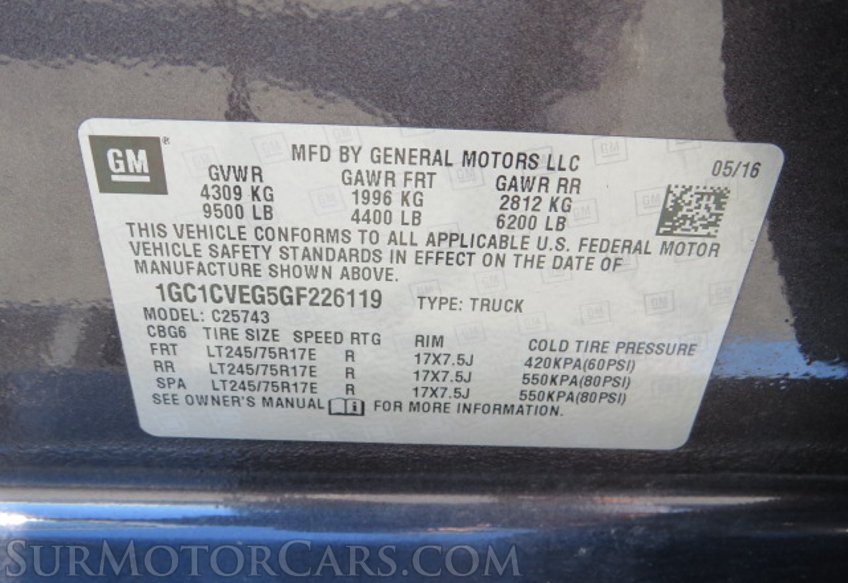 GM ®
MFD BY GENERAL MOTORS LLC 05/16
GVWR GAWR FRT GAWR RR
4309 KG 1996 KG 2812 KG
9500 LB 4400 LB 6200 LB
THIS VEHICLE CONFORMS TO ALL APPLICABLE U.S. FEDERAL MOTOR
VEHICLE SAFETY STANDARDS IN EFFECT ON THE DATE OF
MANUFACTURE SHOWN ABOVE.
1GC1CVEG5GF226119 TYPE: TRUCK
MODEL: C25743
CBG6 TIRE SIZE SPEED RTG RIM COLD TIRE PRESSURE
FRT LT245/75R17E R 17X7.5J 420KPA(60PSI)
RR LT245/75R17E R 17X7.5J 550KPA(80PSI)
SPA LT245/75R17E R 17X7.5J 550KPA(80PSI)
SEE OWNER'S MANUAL FOR MORE INFORMATION.
SURMOTORCARS.COM